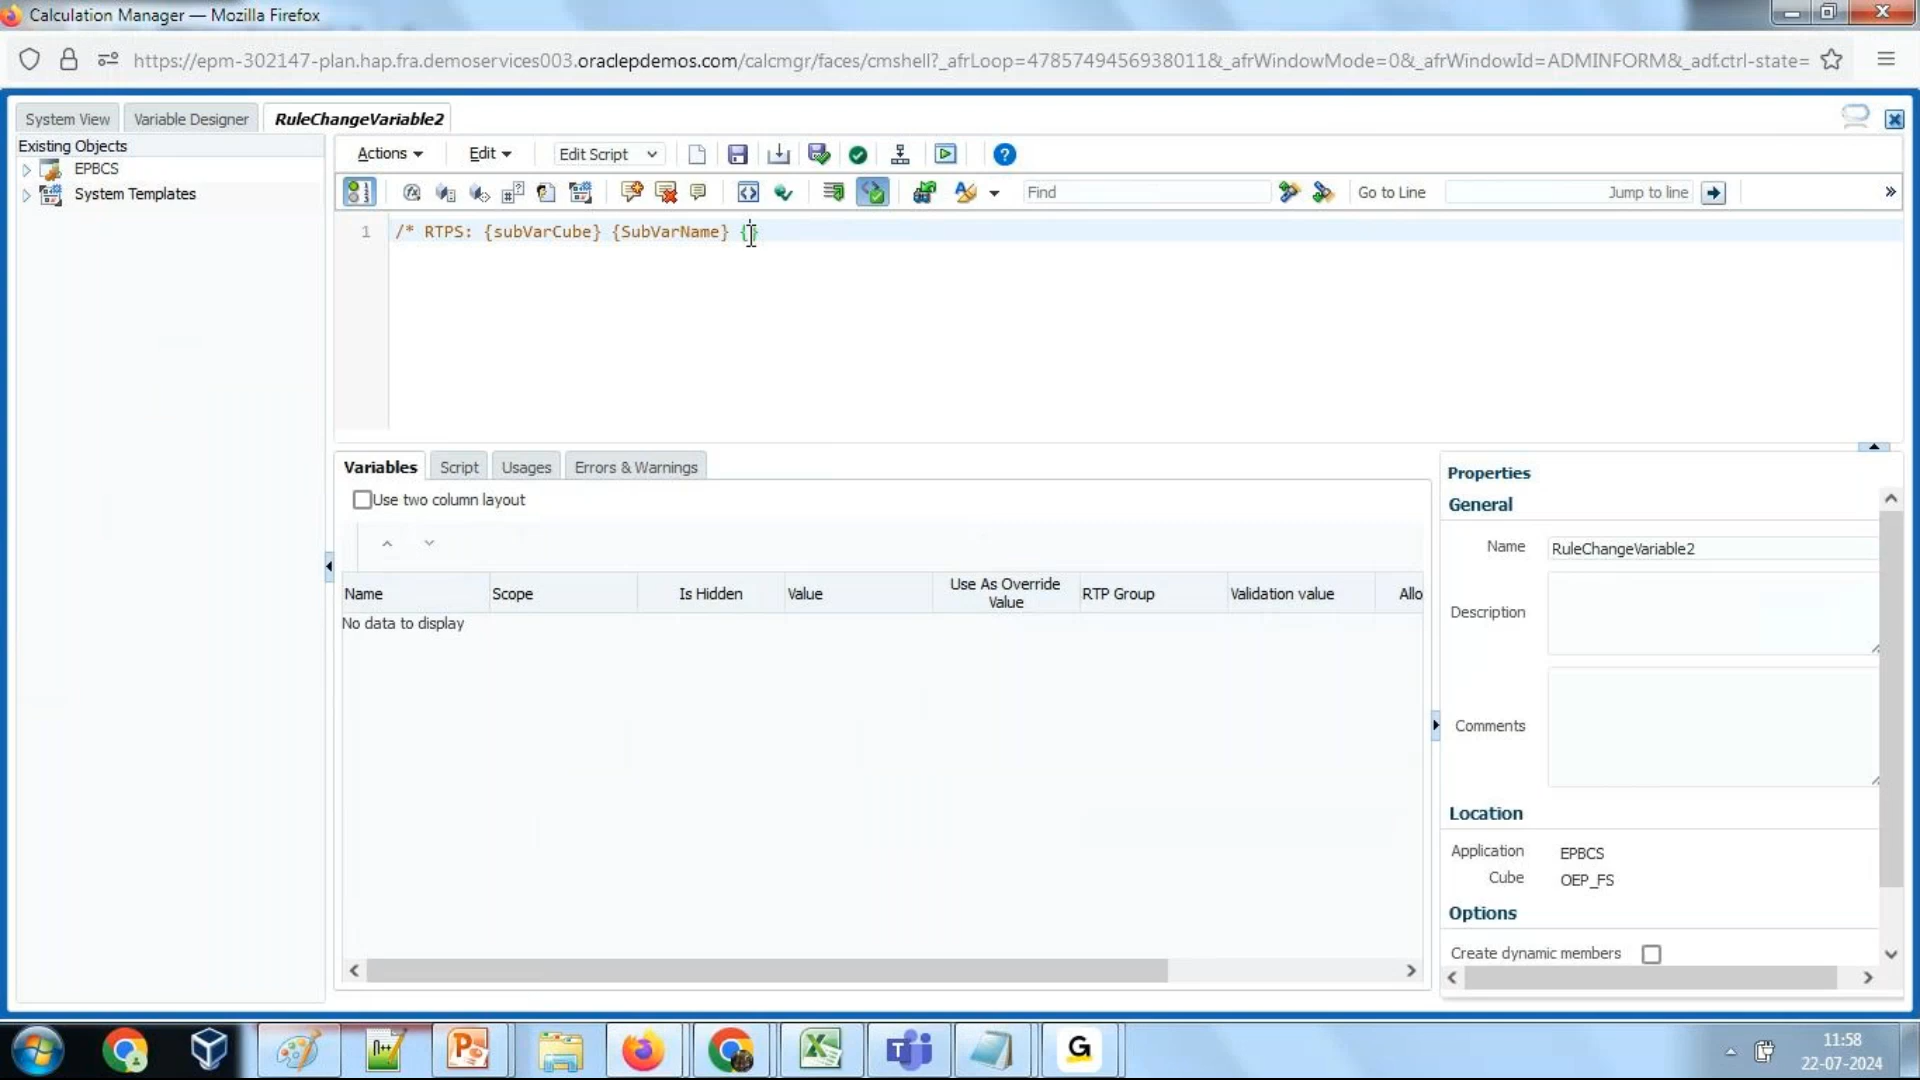 Calculation Manager — Mozilla Firefox
https://epm-302147-plan.hap.fra.demoservices003.oraclepdemos.com/calcmgr/faces/cmshell?_afrLoop=4785749456938011&_afrWindowMode=0&_afrWindowId=ADMINFORM&_adf.ctrl-state=
System View
Variable Designer
RuleChangeVariable2
Existing Objects
EPBCS
System Templates
Actions
Edit
Edit Script
Find
Go to Line
Jump to line
1 /* RTPS: {subVarCube} {SubVarName} {}
Variables
Script
Usages
Errors & Warnings
Use two column layout
Name
Scope
Is Hidden
Value
Use As Override Value
RTP Group
Validation value
Allo
No data to display
Properties
General
Name RuleChangeVariable2
Description
Comments
Location
Application EPBCS
Cube OEP_FS
Options
Create dynamic members
11:58
22-07-2024